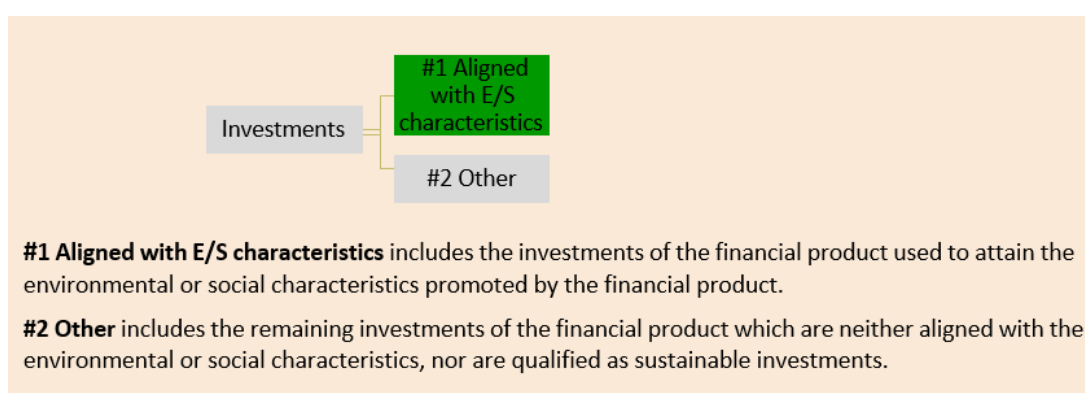 #1 Aligned
with E/S
characteristics
Investments
#2 Other
#1 Aligned with E/S characteristics includes the investments of the financial product used to attain the
environmental or social characteristics promoted by the financial product.
#2 Other includes the remaining investments of the financial product which are neither aligned with the
environmental or social characteristics, nor are qualified as sustainable investments.